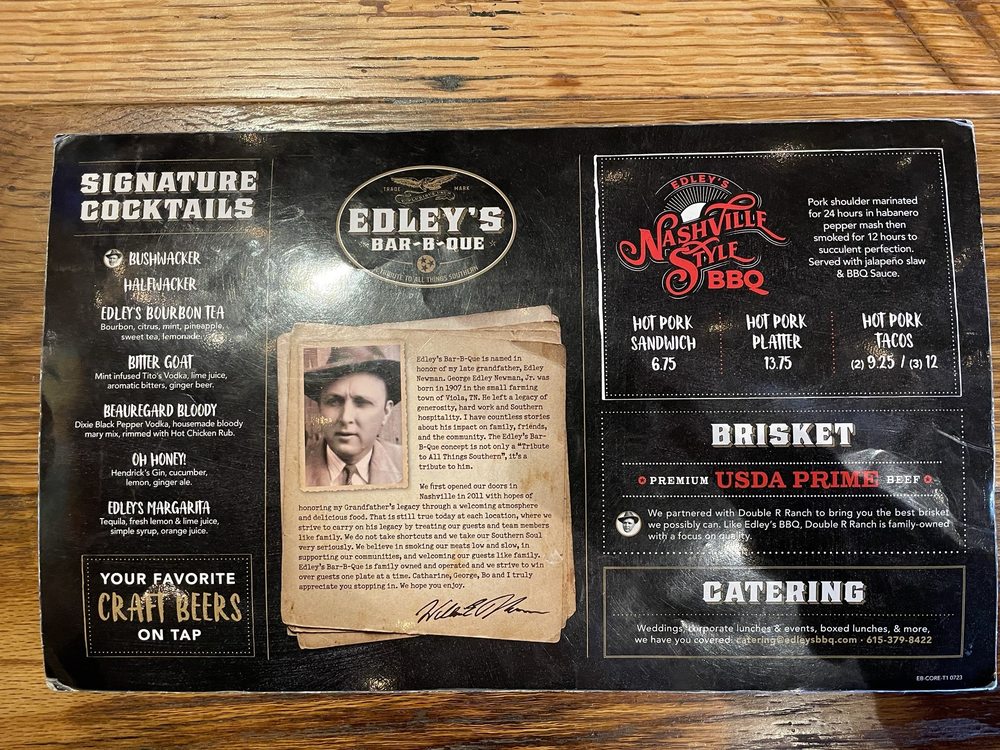 SIGNATURE
COCKTAILS
BUSHWACKER
HALFWACKER
EDLEY'S BOURBON TEA
Bourbon, citrus, mint, pineapple,
sweet tea, lemonade.
BITTER GOAT
Mint infused Tito's Vodka, lime juice,
aromatic bitters, ginger beer.
BEAUREGARD BLOODY
Dixie Black Pepper Vodka, housemade bloody
mary mix, rimmed with Hot Chicken Rub.
OH HONEY!
Hendrick's Gin, cucumber,
lemon, ginger ale.
EDLEY'S MARGARITA
Tequila, fresh lemon & lime juice,
simple syrup, orange juice.
YOUR FAVORITE
CRAFT BEERS
ON TAP
TRADE MARK
EDLEY'S
BAR-B-QUE
A TRIBUTE TO ALL THINGS SOUTHERN
Edley's Bar-B-Que is named in
honor of my late grandfather, Edley
Newman. George Edley Newman, Jr. was
born in 1907 in the small farming
town of Viola, TN. He left a legacy of
generosity, hard work and Southern
hospitality. I have countless stories
about his impact on family, friends,
and the community. The Edley's Bar-
B-Que concept is not only a "Tribute
to All Things Southern", it's a
tribute to him.
We first opened our doors in
Nashville in 2011 with hopes of
honoring my Grandfather's legacy through a welcoming atmosphere
and delicious food. That is still true today at each location, where we
strive to carry on his legacy by treating our guests and team members
like family. We do not take shortcuts and we take our Southern Soul
very seriously. We believe in smoking our meats low and slow, in
supporting our communities, and welcoming our guests like family.
Edley's Bar-B-Que is family owned and operated and we strive to win
over guests one plate at a time. Catharine, George, Bo and I truly
appreciate you stopping in. We hope you enjoy.
EDLEY'S
NASHVILLE
STYLE
BBQ
Pork shoulder marinated
for 24 hours in habanero
pepper mash then
smoked for 12 hours to
succulent perfection.
Served with jalapeño slaw
& BBQ Sauce.
HOT PORK
SANDWICH
6.75
HOT PORK
PLATTER
13.75
HOT PORK
TACOS
(2) 9.25 / (3) 12
BRISKET
PREMIUM USDA PRIME BEEF
We partnered with Double R Ranch to bring you the best brisket
we possibly can. Like Edley's BBQ, Double R Ranch is family-owned
with a focus on quality.
CATERING
Weddings, corporate lunches & events, boxed lunches, & more,
we have you covered. catering@edleysbbq.com • 615-379-8422
EB-CORE-T1 0723